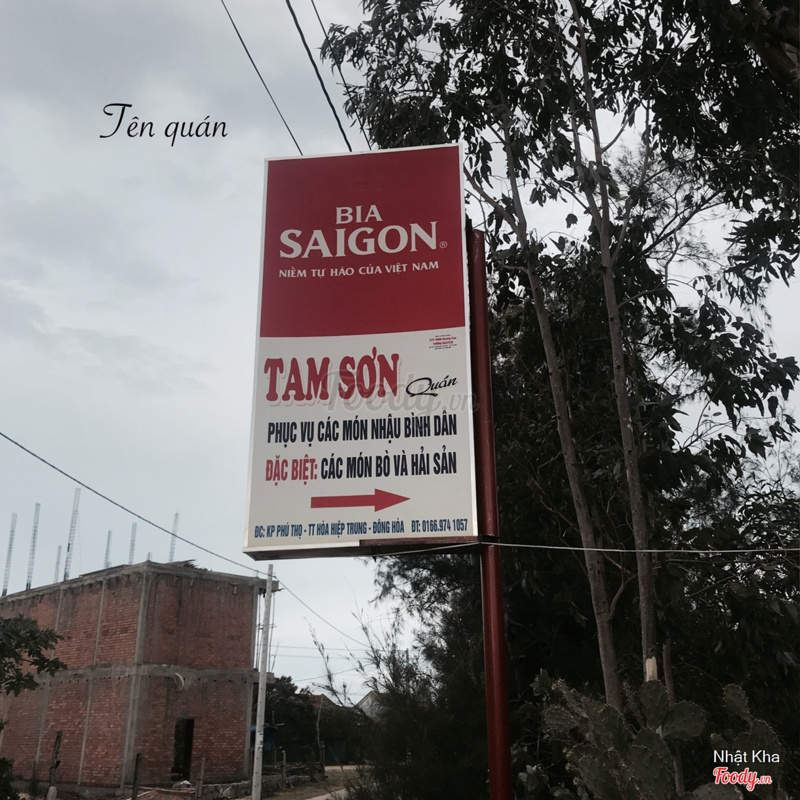 Tên quán
BIA
SAIGON®
NIỀM TỰ HÀO CỦA VIỆT NAM
TAM SƠN Quán
PHỤC VỤ CÁC MÓN NHẬU BÌNH DÂN
ĐẶC BIỆT: CÁC MÓN BÒ VÀ HẢI SẢN
ĐC: KP PHÚ THỌ - TT HÒA HIỆP TRUNG - ĐÔNG HÒA ĐT: 0166.974 1057
Foody.vn
Nhật Kha
Foody.vn